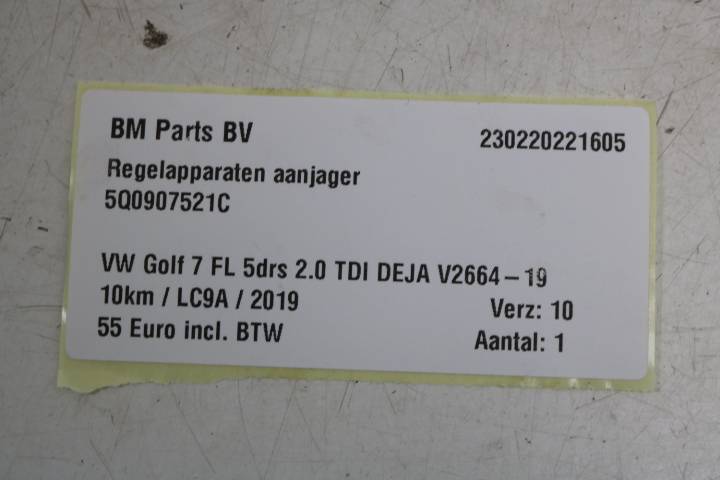 BM Parts BV 230220221605
Regelapparaten aanjager
5Q0907521C
VW Golf 7 FL 5drs 2.0 TDI DEJA V2664-19
10km / LC9A / 2019 Verz: 10
55 Euro incl. BTW Aantal: 1